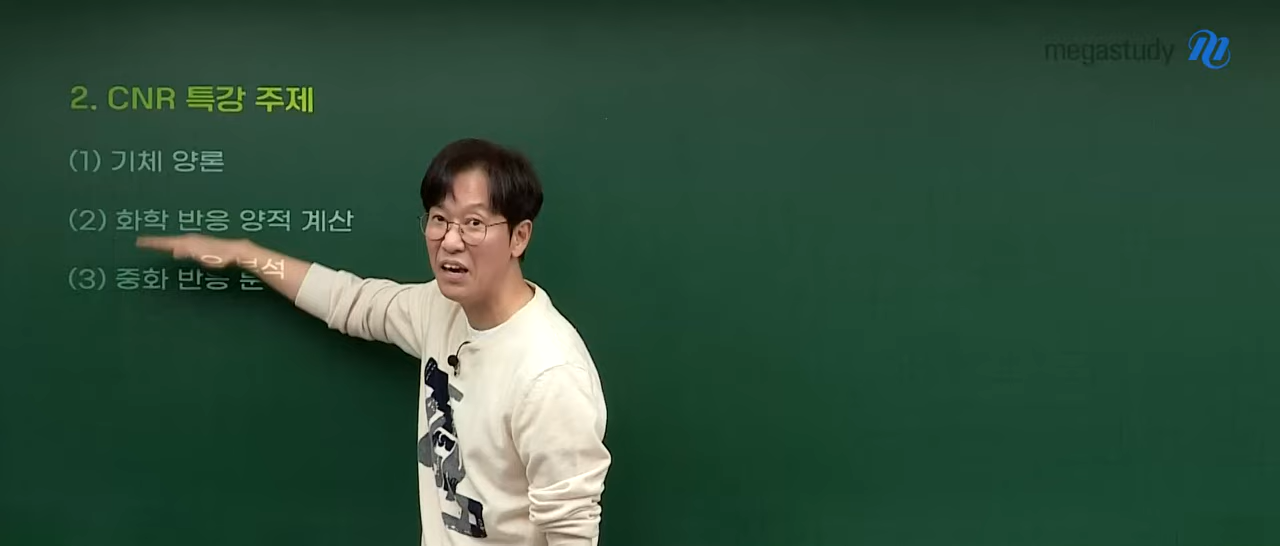 megastudy
2. CNR 특강 주제
(1) 기체 양론
(2) 화학 반응 양적 계산
(3) 중화 반응 분석